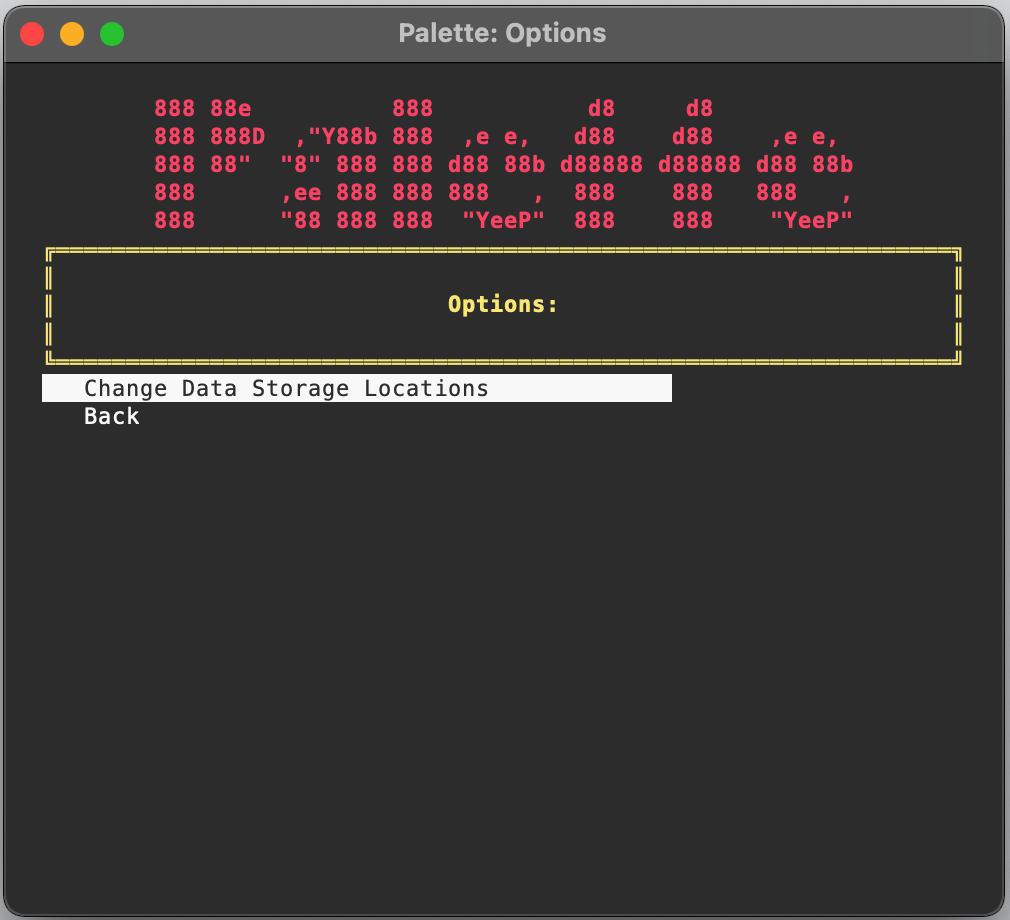 Palette: Options
888 88e          888           d8     d8
888 888D  ,"Y88b 888  ,e e,   d88    d88    ,e e,
888 88"  "8" 888 888 d88 88b d88888 d88888 d88 88b
888      ,ee 888 888 888   ,  888    888   888   ,
888      "88 888 888  "YeeP"  888    888    "YeeP"
Options:
Change Data Storage Locations
Back